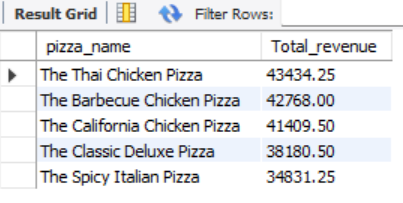 Result Grid Filter Rows:
pizza_name Total_revenue
The Thai Chicken Pizza 43434.25
The Barbecue Chicken Pizza 42768.00
The California Chicken Pizza 41409.50
The Classic Deluxe Pizza 38180.50
The Spicy Italian Pizza 34831.25